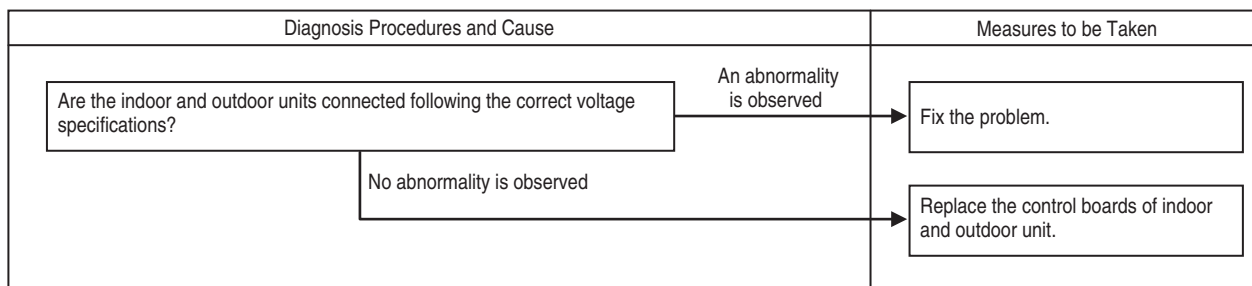 Diagnosis Procedures and Cause
Measures to be Taken
Are the indoor and outdoor units connected following the correct voltage
specifications?
An abnormality
is observed
Fix the problem.
No abnormality is observed
Replace the control boards of indoor
and outdoor unit.